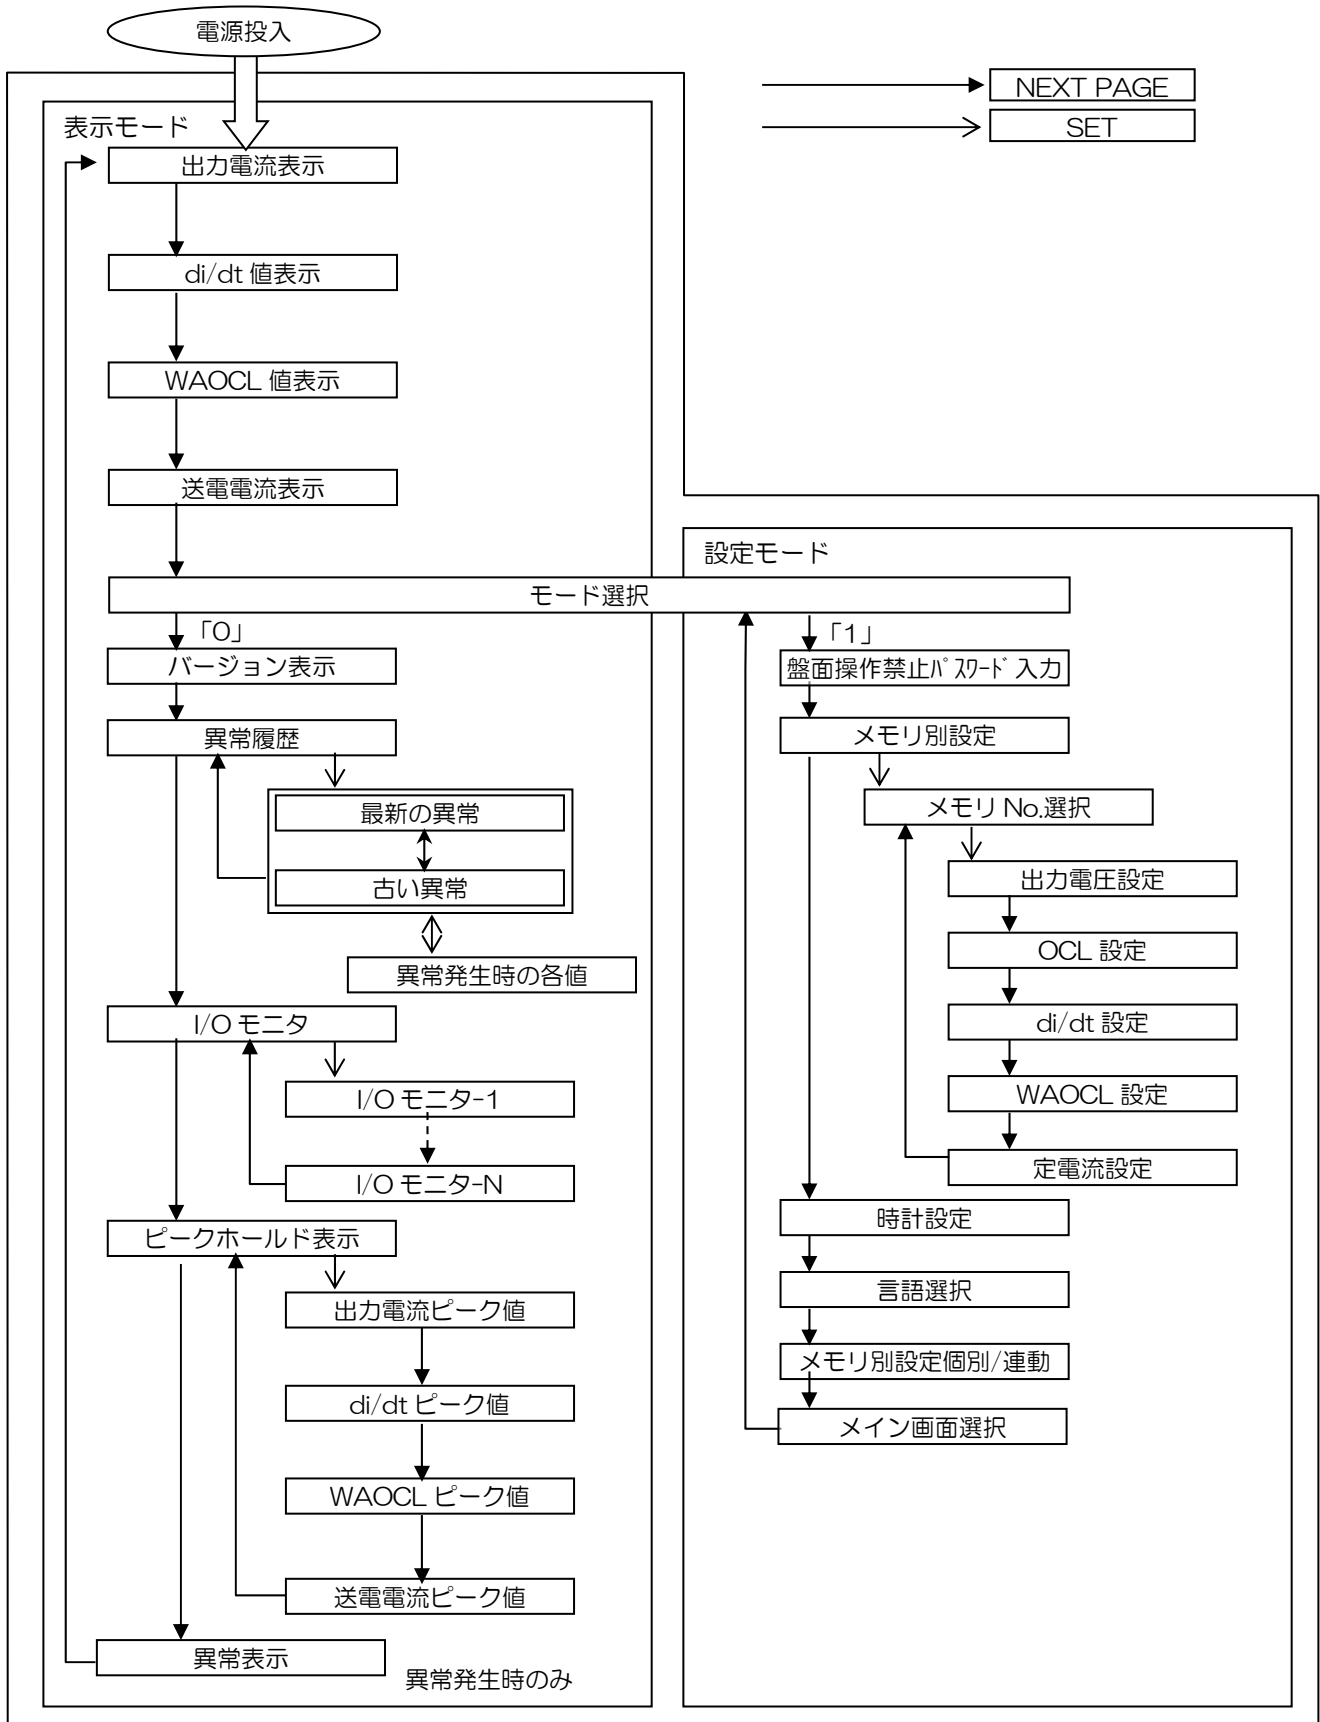 電源投入
NEXT PAGE
SET
表示モード
出力電流表示
di/dt 値表示
WAOCL 値表示
送電電流表示
設定モード
モード選択
「0」
バージョン表示
異常履歴
最新の異常
古い異常
異常発生時の各値
I/O モニタ
I/O モニタ-1
I/O モニタ-N
ピークホールド表示
出力電流ピーク値
di/dt ピーク値
WAOCL ピーク値
送電電流ピーク値
異常表示
異常発生時のみ
「1」
盤面操作禁止ﾊﾟｽﾜｰﾄﾞ入力
メモリ別設定
メモリ No.選択
出力電圧設定
OCL 設定
di/dt 設定
WAOCL 設定
定電流設定
時計設定
言語選択
メモリ別設定個別/連動
メイン画面選択